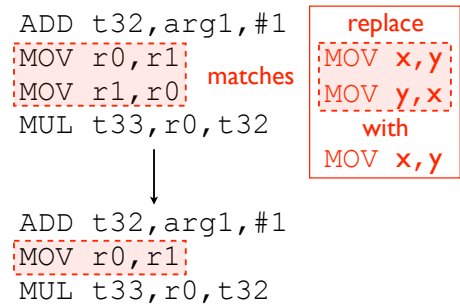 ADD t32,arg1,#1
MOV r0,r1
MOV r1,r0
MUL t33,r0,t32
matches
replace
MOV x,y
MOV y,x
with
MOV x,y
ADD t32,arg1,#1
MOV r0,r1
MUL t33,r0,t32